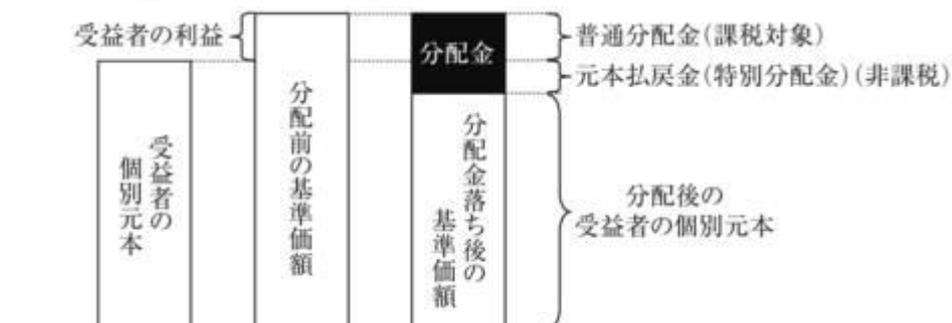 受益者の利益
分配金
普通分配金(課税対象)
元本払戻金(特別分配金)(非課税)
受益者の
個別元本
分配前の基準価額
分配金落ち後の
基準価額
分配後の
受益者の個別元本